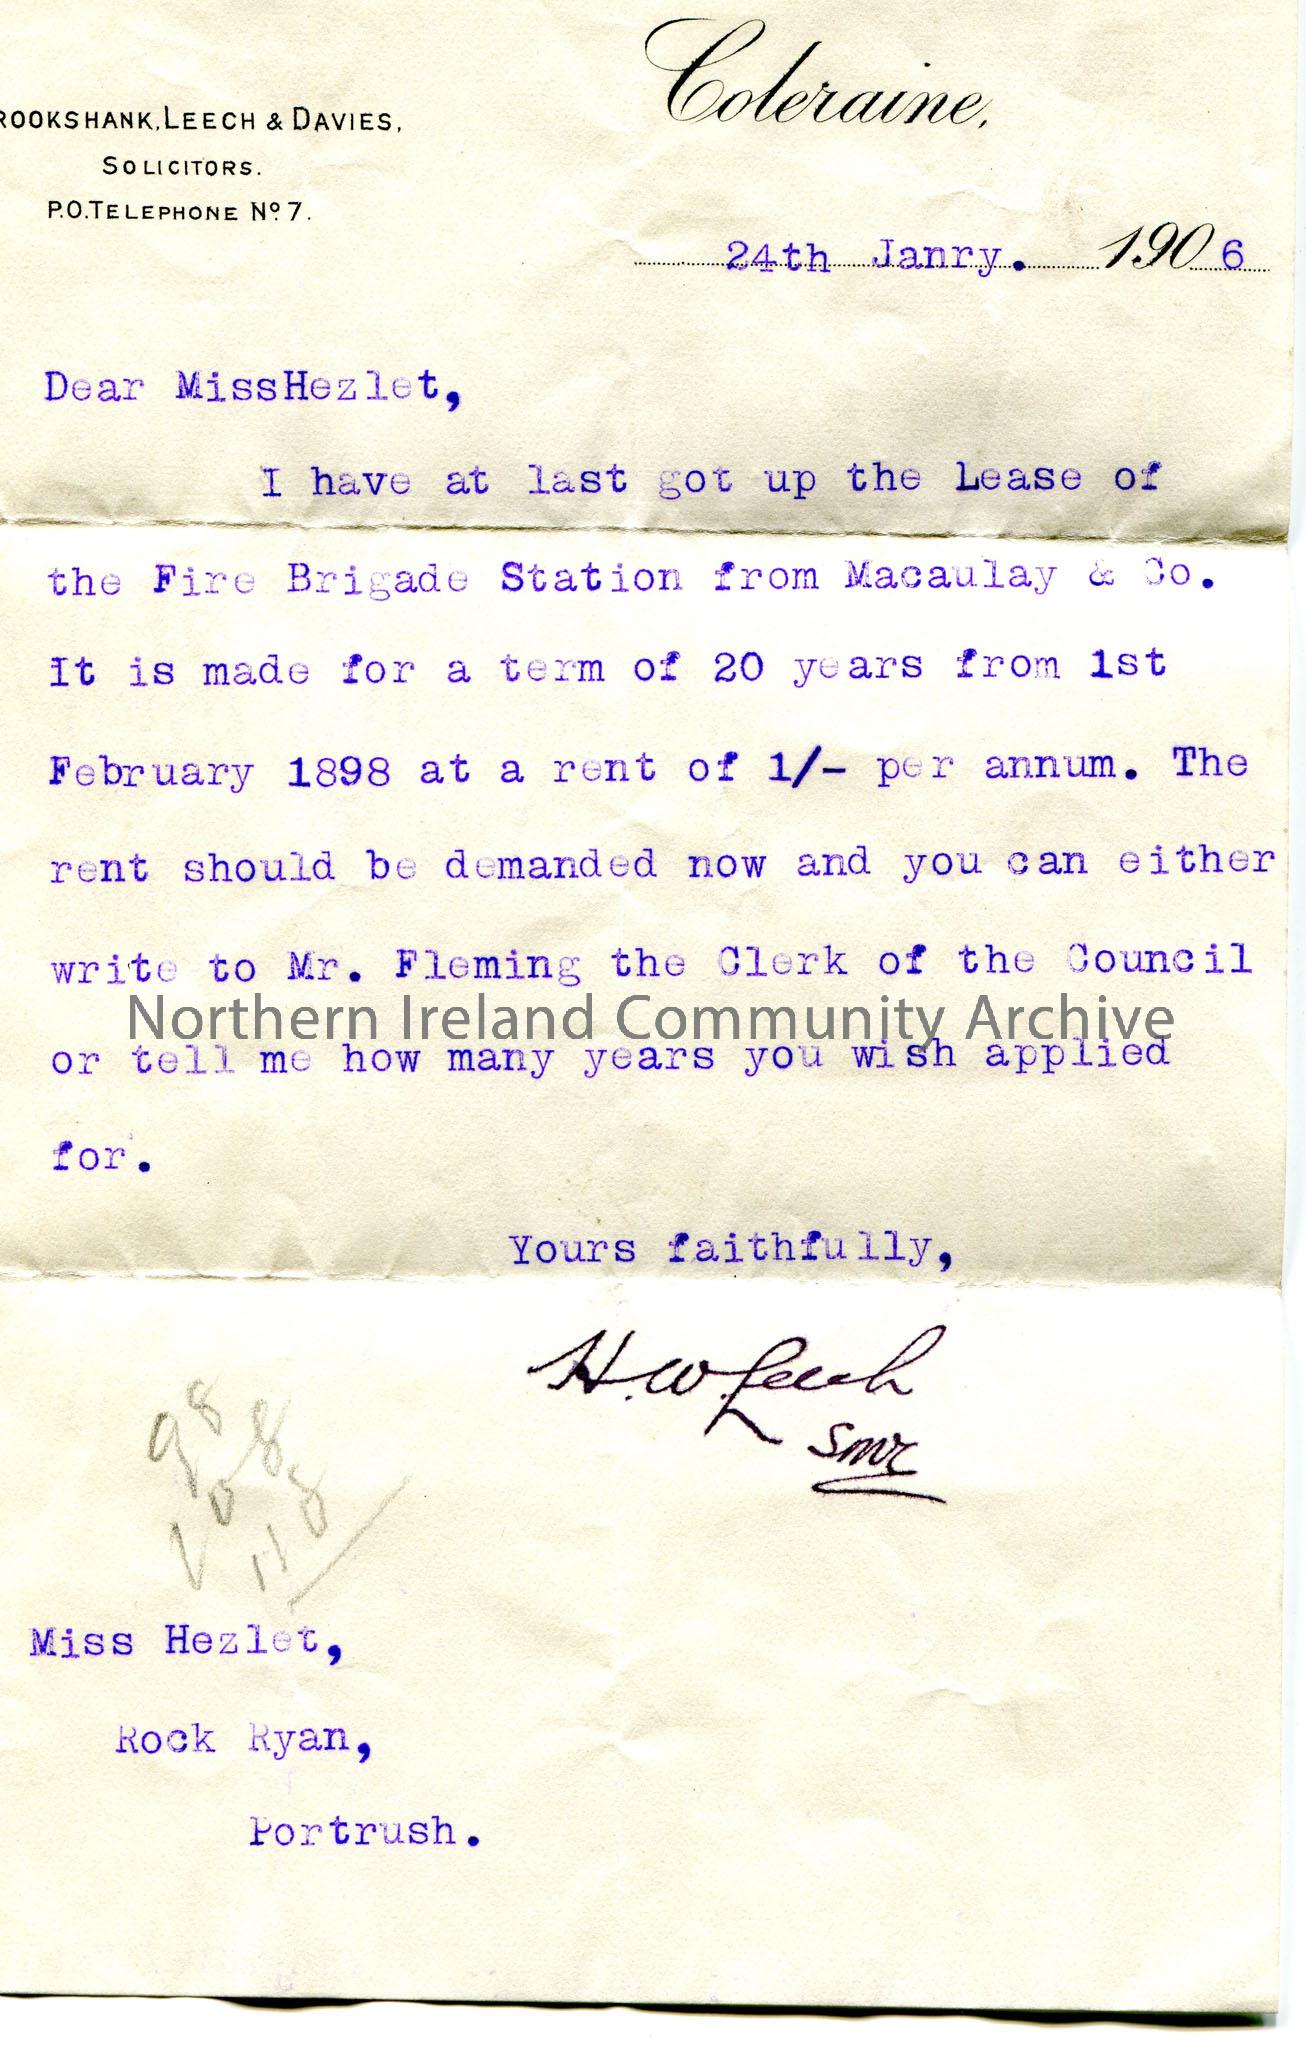 ROOKSHANK, LEECH & DAVIES,
SOLICITORS.
P.O. TELEPHONE Nº 7.
Coleraine,
24th Janry. 1906
Dear MissHezlet,
I have at last got up the Lease of
the Fire Brigade Station from Macaulay & Co.
It is made for a term of 20 years from 1st
February 1898 at a rent of 1/- per annum. The
rent should be demanded now and you can either
write to Mr. Fleming the Clerk of the Council
Northern Ireland Community Archive
or tell me how many years you wish applied
for.
Yours faithfully,
H. W. Leech
98
108
118
Miss Hezlet,
Rock Ryan,
Portrush.